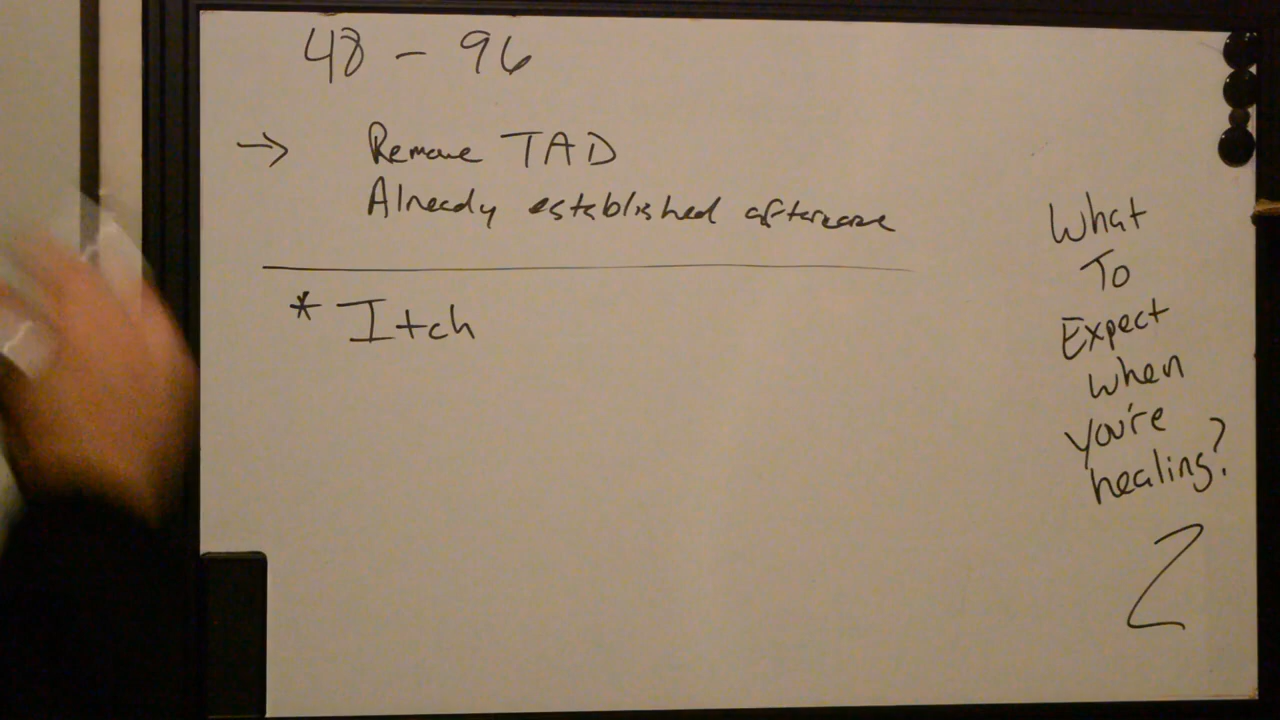 48 - 96
→ Remove TAD
Already established aftercare
* Itch
What
To
Expect
when
you're
healing?
2